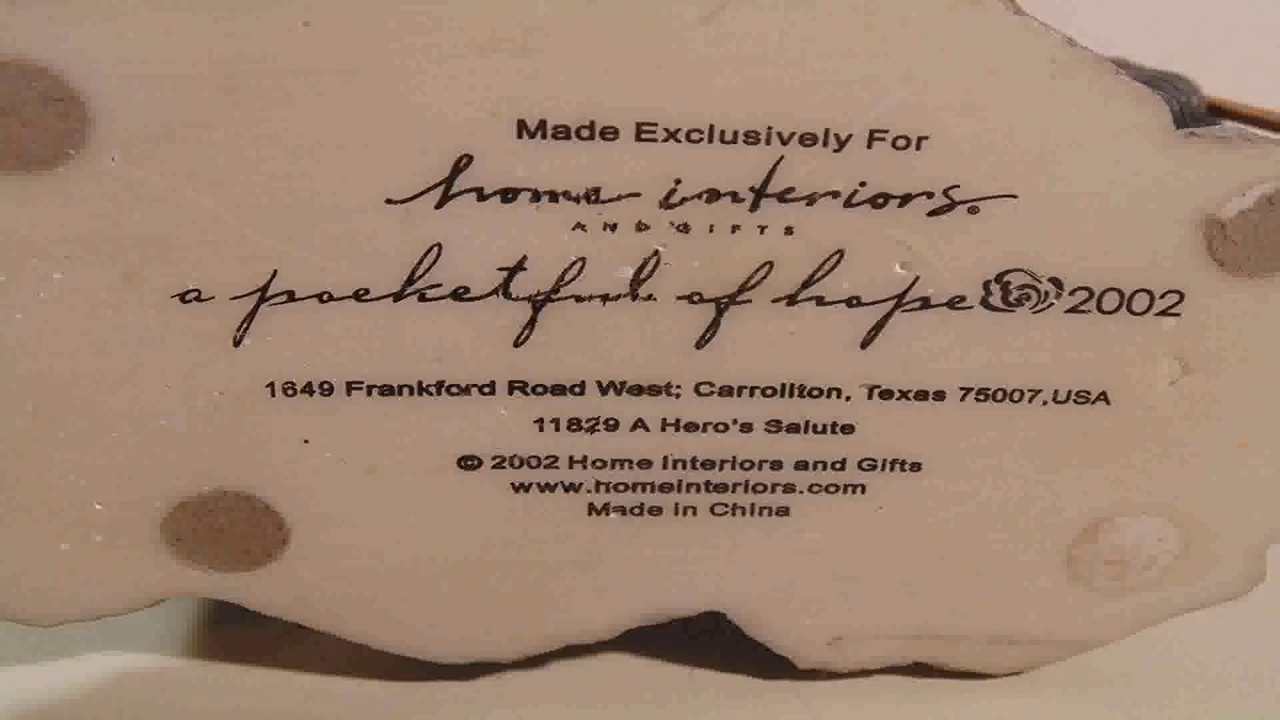 Made Exclusively For
home interiors®
AND GIFTS
a pocketful of hope 2002
1649 Frankford Road West; Carrollton, Texas 75007,USA
11829 A Hero's Salute
© 2002 Home Interiors and Gifts
www.homeinteriors.com
Made in China